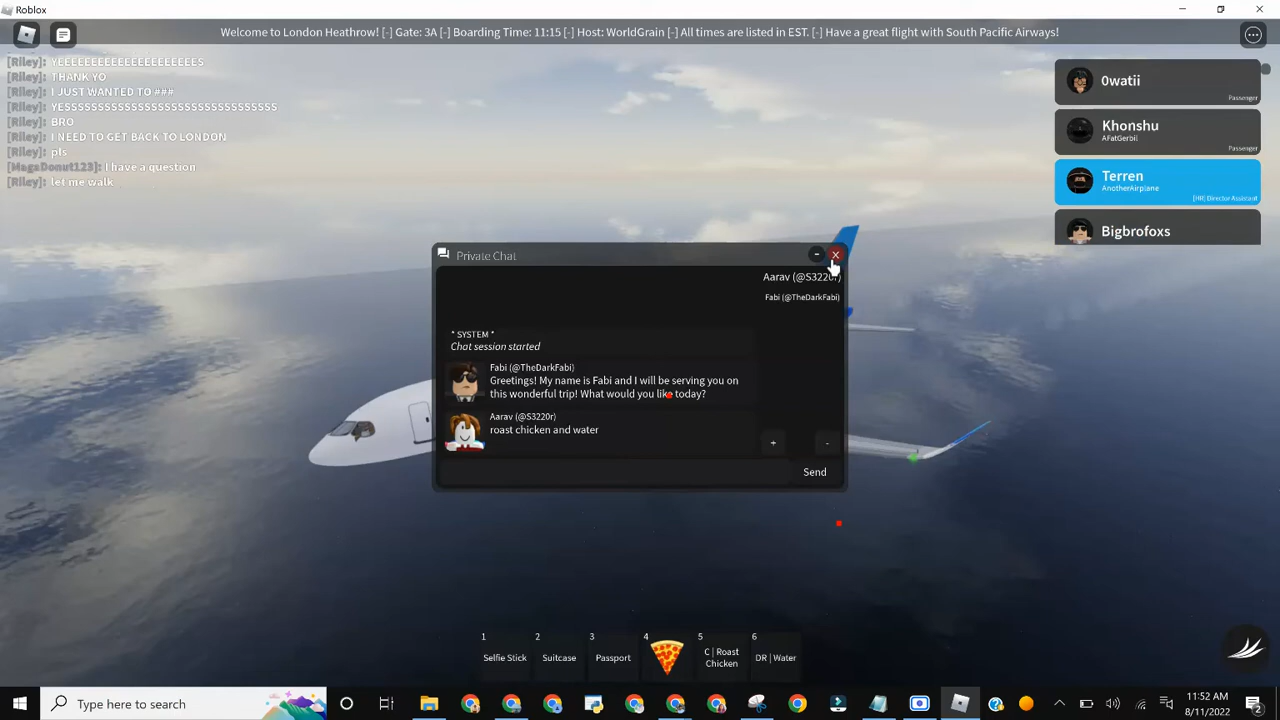 Roblox
Welcome to London Heathrow! [-] Gate: 3A [-] Boarding Time: 11:15 [-] Host: WorldGrain [-] All times are listed in EST. [-] Have a great flight with South Pacific Airways!
[Riley]: YEEEEEEEEEEEEEEEEEEEEES
[Riley]: THANK YO
[Riley]: I JUST WANTED TO ###
[Riley]: YESSSSSSSSSSSSSSSSSSSSSSSSSSSSSSSS
[Riley]: BRO
[Riley]: I NEED TO GET BACK TO LONDON
[Riley]: pls
[MagaDonut123]: I have a question
[Riley]: let me walk
0watii
Passenger
Khonshu
AFatGerbil
Passenger
Terren
AnotherAirplane
[HR] Director Assistant
Bigbrofoxs
Private Chat
- X
Aarav (@S3220r)
Fabi (@TheDarkFabi)
* SYSTEM *
Chat session started
Fabi (@TheDarkFabi)
Greetings! My name is Fabi and I will be serving you on
this wonderful trip! What would you like today?
Aarav (@S3220r)
roast chicken and water
+ -
Send
1 2 3 4 5 6
Selfie Stick
Suitcase
Passport
C | Roast
Chicken
DR | Water
Type here to search
11:52 AM
8/11/2022
2